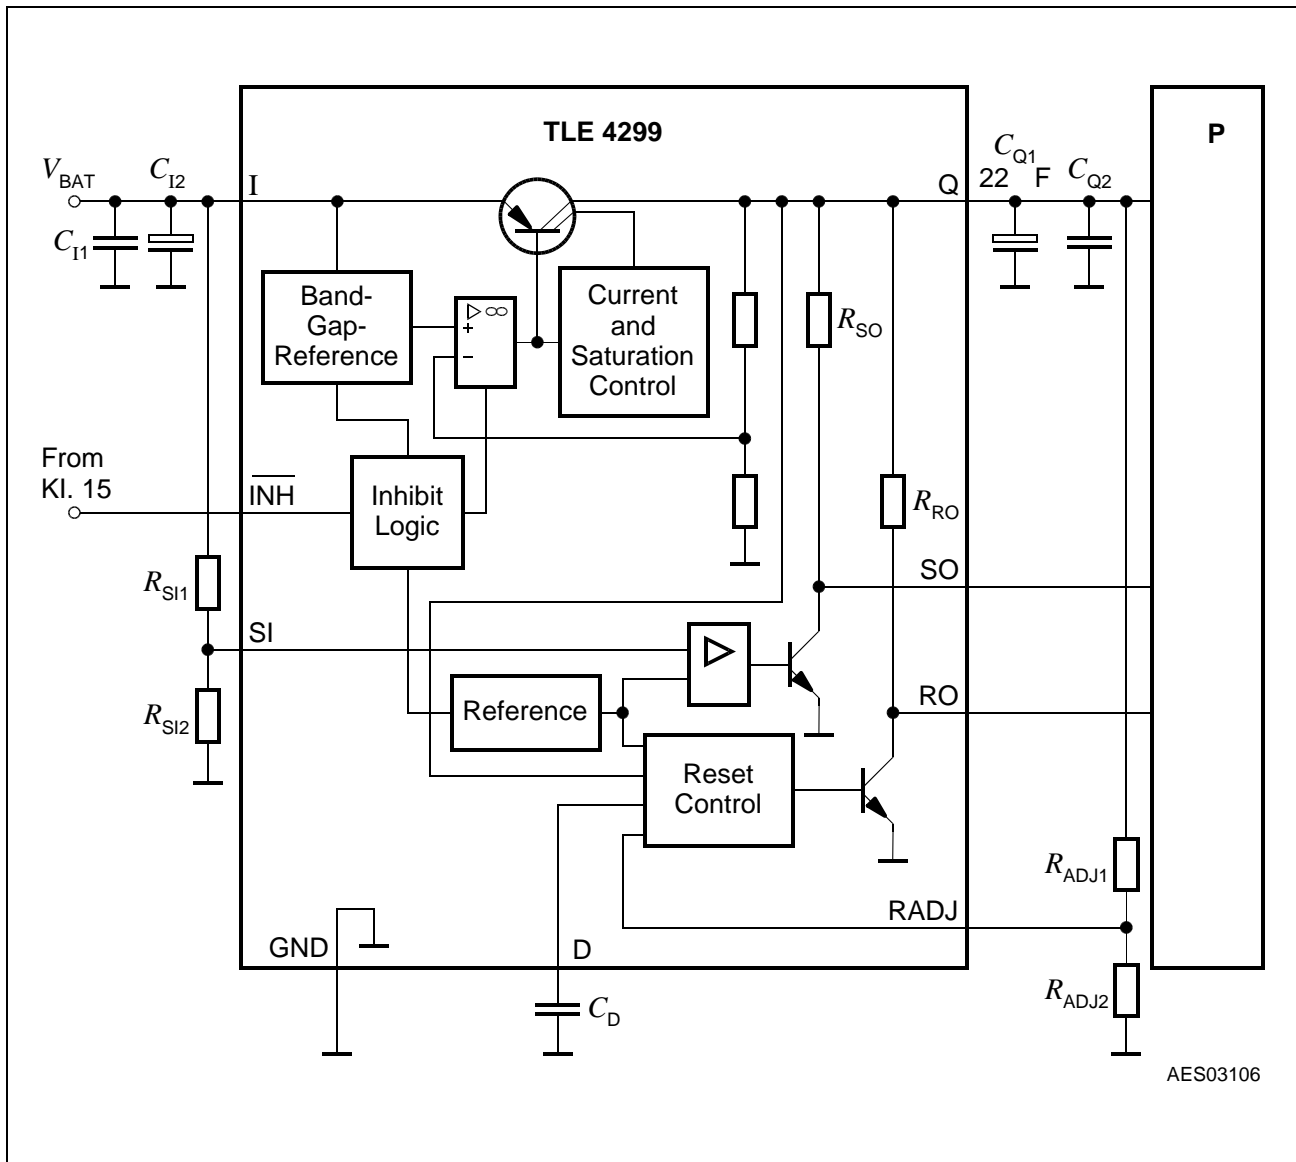 TLE 4299
P
V_BAT
C_I2
I
Q
C_Q1
22 F
C_Q2
C_I1
Band-
Gap-
Reference
▷ ∞
+
−
Current
and
Saturation
Control
R_SO
From
Kl. 15
INH
Inhibit
Logic
R_RO
R_SI1
SO
SI
R_SI2
Reference
RO
Reset
Control
R_ADJ1
RADJ
GND
D
C_D
R_ADJ2
AES03106